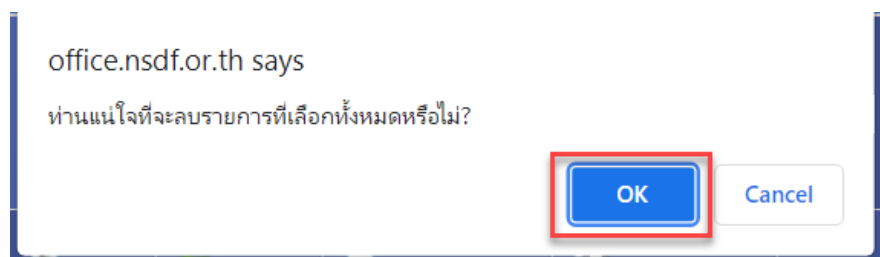 office.nsdf.or.th says
ท่านแน่ใจที่จะลบรายการที่เลือกทั้งหมดหรือไม่?
OK
Cancel